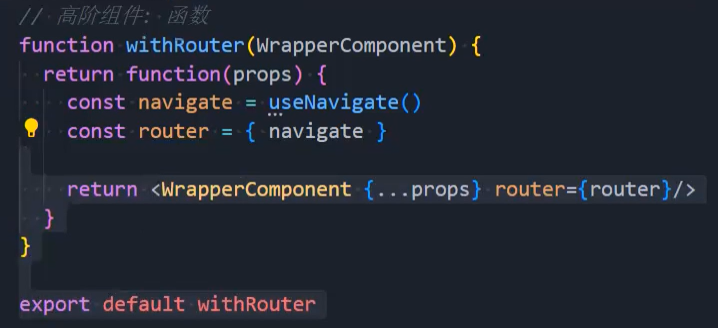 // 高阶组件: 函数
function withRouter(WrapperComponent) {
return function(props) {
const navigate = useNavigate()
const router = { navigate }
return <WrapperComponent {...props} router={router}/>
}
}
export default withRouter